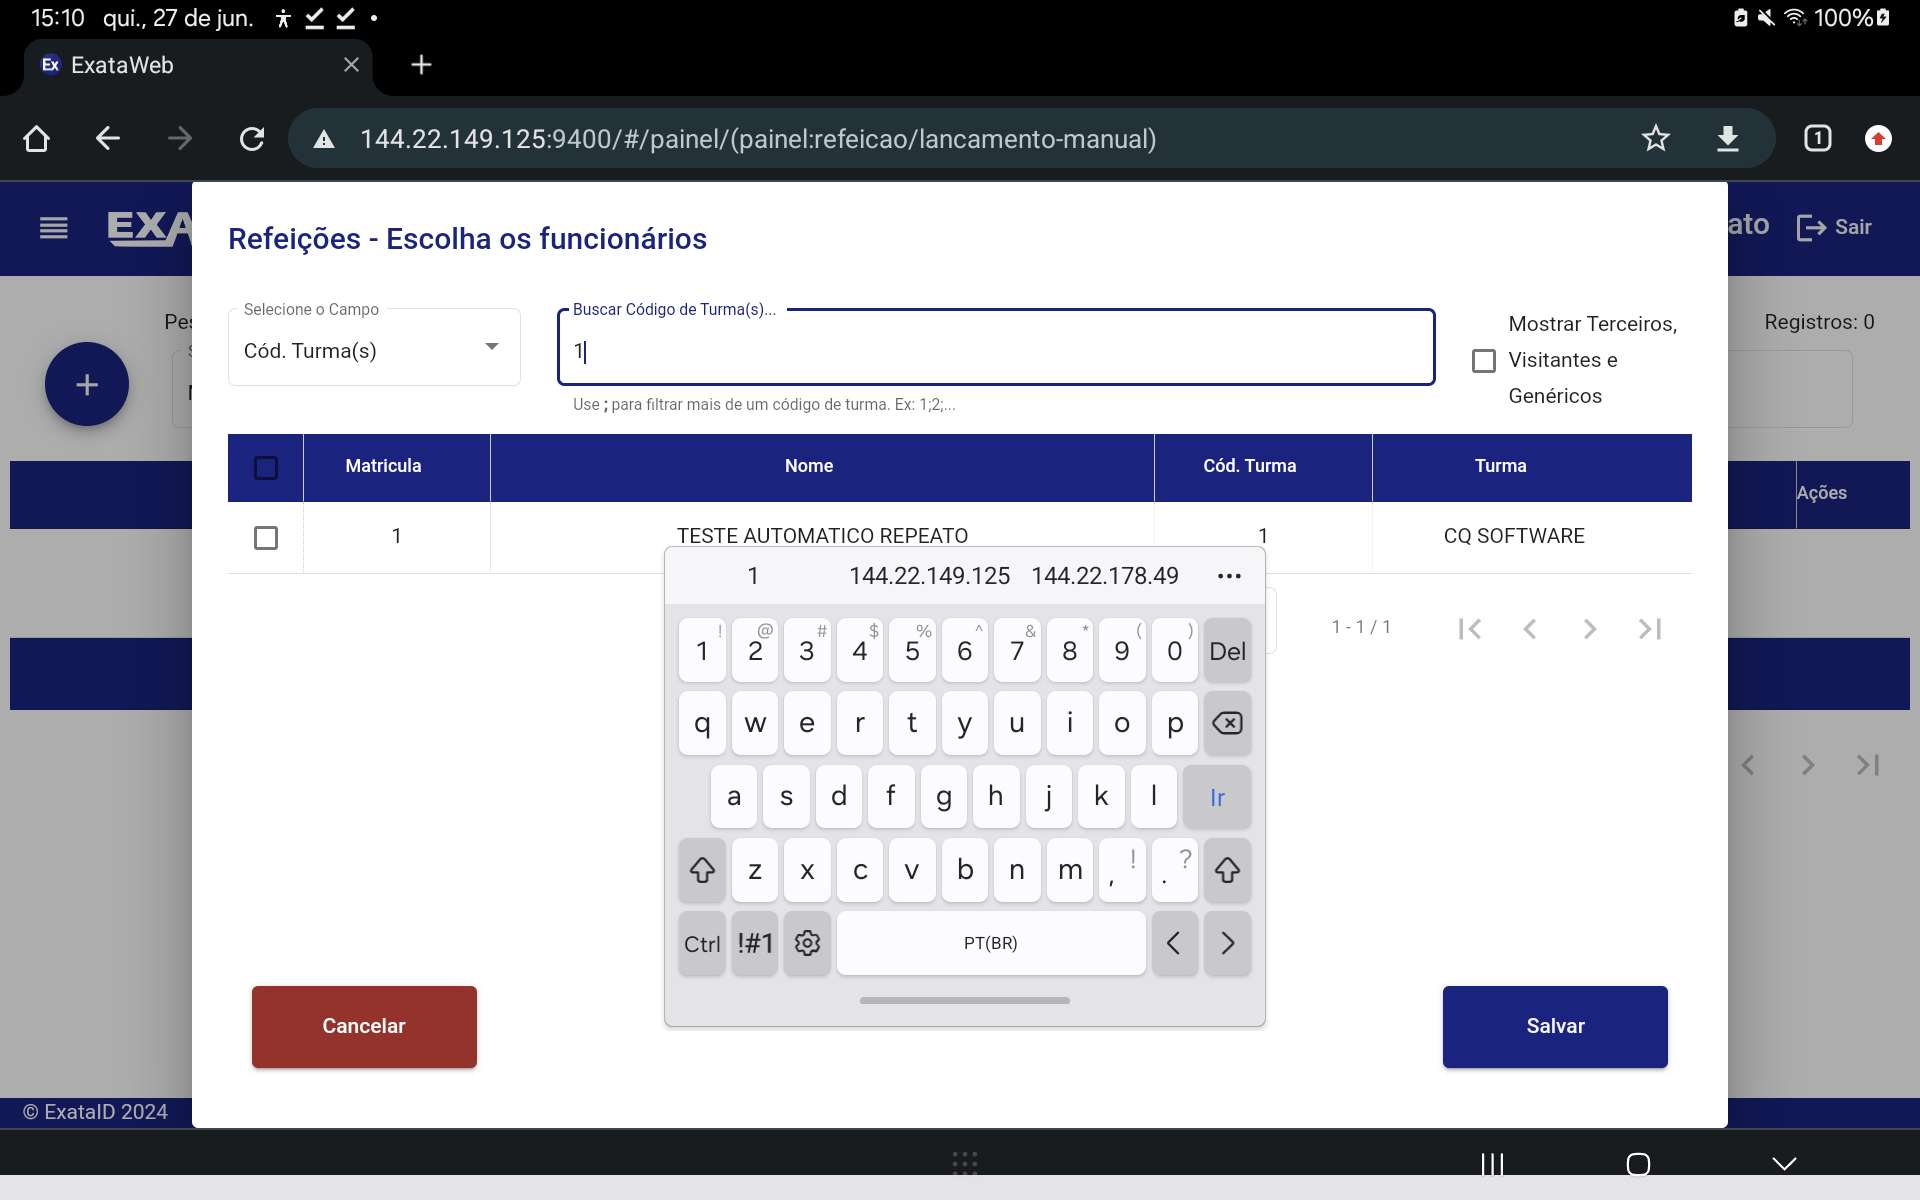 15:10 qui., 27 de jun. 100%
Ex ExataWeb
144.22.149.125:9400/#/painel/(painel:refeicao/lancamento-manual)
1
EXA
ato
Sair
Refeições - Escolha os funcionários
Pes
Registros: 0
Selecione o Campo
Cód. Turma(s)
Buscar Código de Turma(s)...
1
Use ; para filtrar mais de um código de turma. Ex: 1;2;...
Mostrar Terceiros,
Visitantes e
Genéricos
Matricula Nome Cód. Turma Turma
Ações
1 TESTE AUTOMATICO REPEATO 1 CQ SOFTWARE
1 144.22.149.125 144.22.178.49 •••
1 - 1 / 1
! @ # $ % ^ & * ( )
1 2 3 4 5 6 7 8 9 0 Del
q w e r t y u i o p
a s d f g h j k l Ir
z x c v b n m , ! . ?
Ctrl !#1 PT(BR)
Cancelar
Salvar
© ExataID 2024